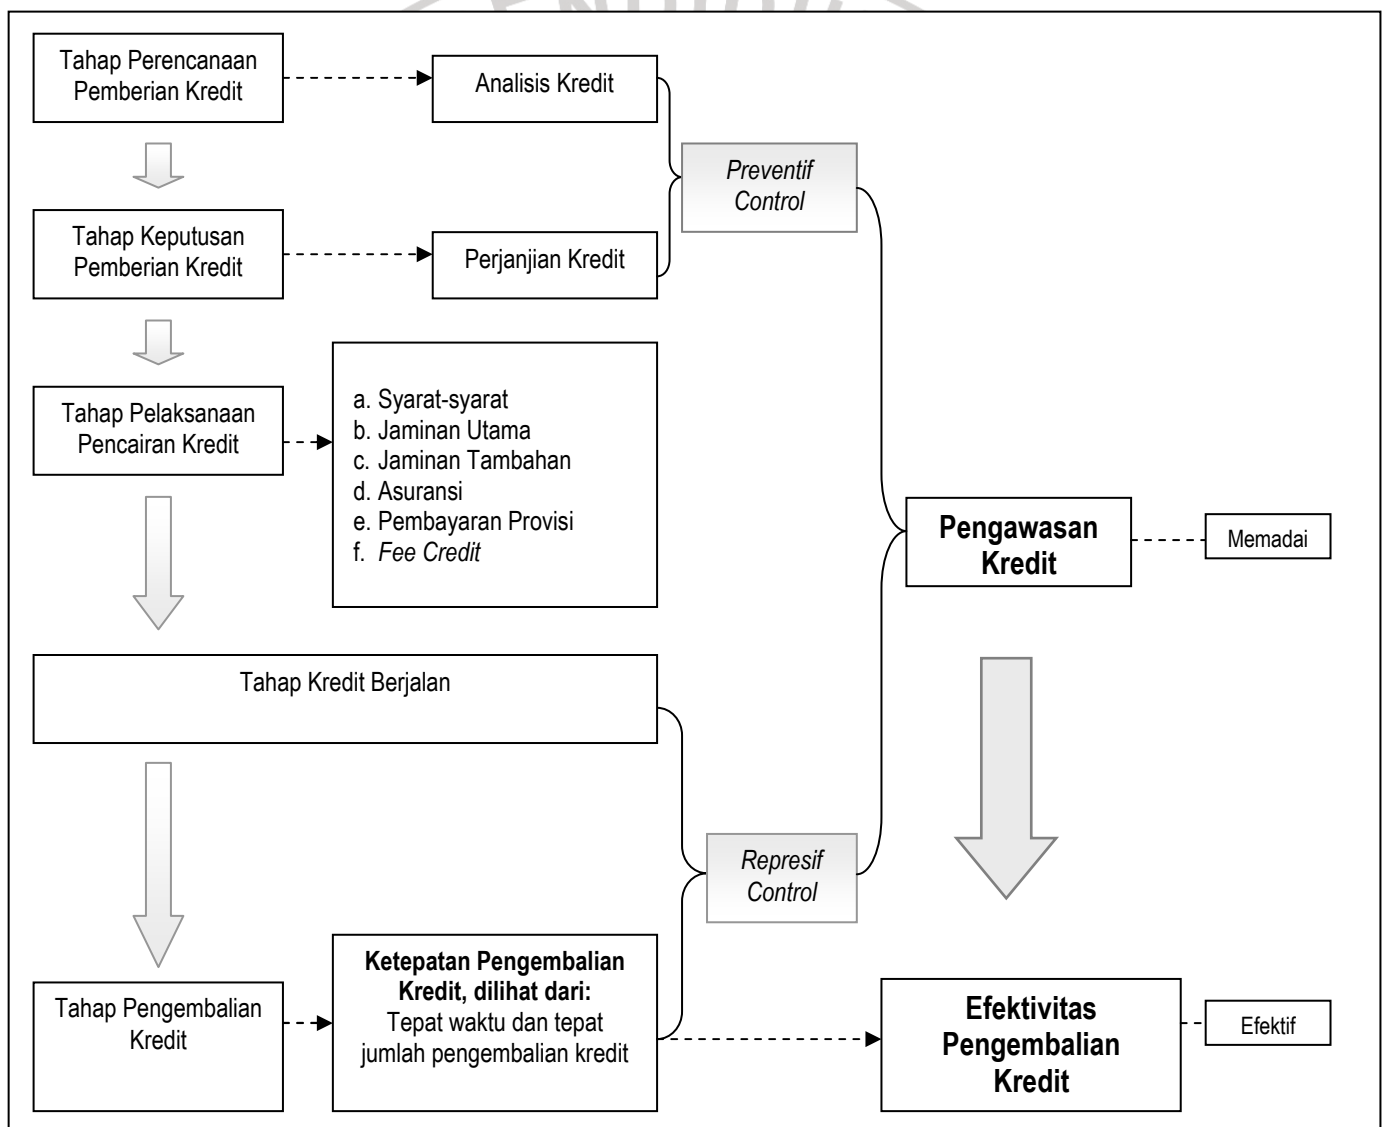 Tahap Perencanaan
Pemberian Kredit
Analisis Kredit
Preventif
Control
Tahap Keputusan
Pemberian Kredit
Perjanjian Kredit
Tahap Pelaksanaan
Pencairan Kredit
a. Syarat-syarat
b. Jaminan Utama
c. Jaminan Tambahan
d. Asuransi
e. Pembayaran Provisi
f. Fee Credit
Pengawasan
Kredit
Memadai
Tahap Kredit Berjalan
Represif
Control
Tahap Pengembalian
Kredit
Ketepatan Pengembalian
Kredit, dilihat dari:
Tepat waktu dan tepat
jumlah pengembalian kredit
Efektivitas
Pengembalian
Kredit
Efektif